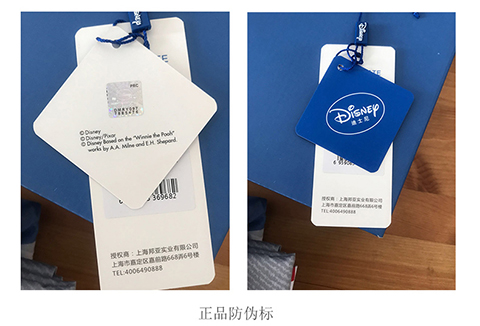 Disney
PRC
© Disney
© Disney/Pixar
© Disney Based on the "Winnie the Pooh"
works by A.A. Milne and E.H. Shepard.
369682
授权商：上海邦亚实业有限公司
上海市嘉定区嘉前路668弄6号楼
TEL:4006490888
Disney
Disney
迪士尼
授权商：上海邦亚实业有限公司
上海市嘉定区嘉前路668弄6号楼
TEL:4006490888
正品防伪标